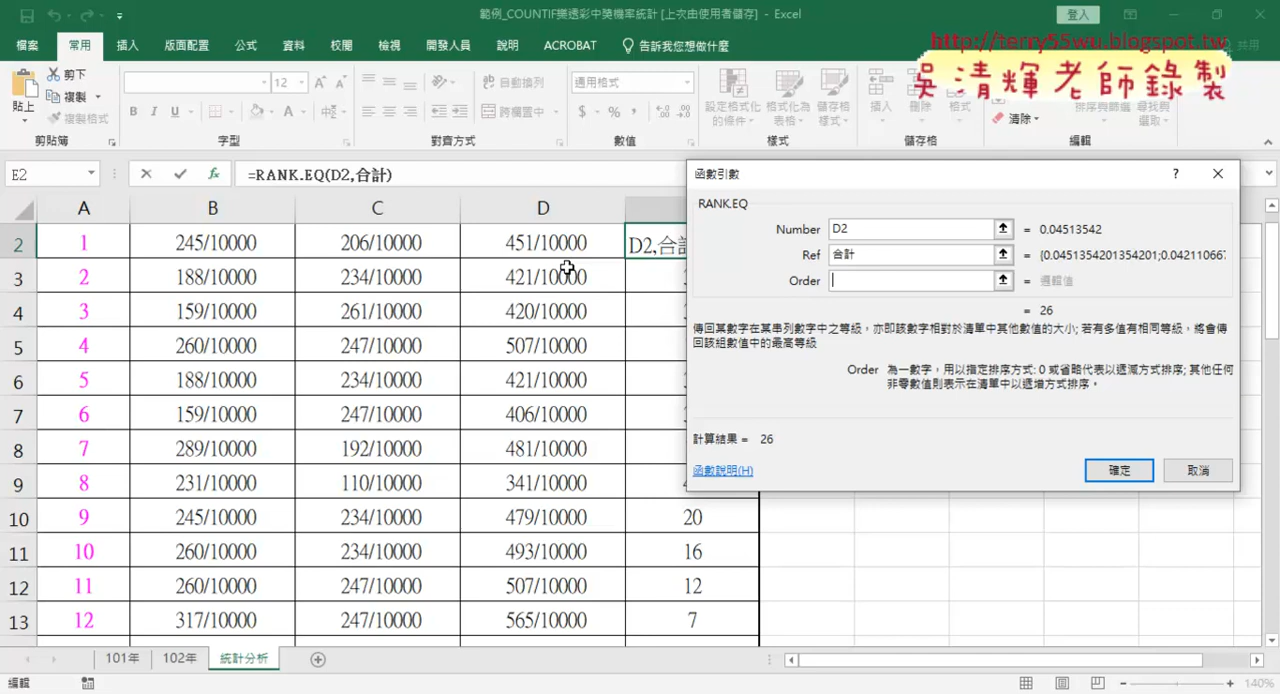 範例_COUNTIF樂透彩中獎機率統計 [上次由使用者儲存] - Excel
登入
檔案 常用 插入 版面配置 公式 資料 校閱 檢視 開發人員 說明 ACROBAT 告訴我您想做什麼 共用
http://terry55wu.blogspot.tw
吳清輝老師錄製
貼上 剪下 複製 複製格式
12
B I U
自動換列
跨欄置中
通用格式
$ %
設定格式化的條件 格式化為表格 儲存格樣式
插入 刪除 格式
清除 排序與篩選 尋找與選取
剪貼簿 字型 對齊方式 數值 樣式 儲存格 編輯
E2 fx =RANK.EQ(D2,合計)
A B C D
2 1 245/10000 206/10000 451/10000 D2,合計
3 2 188/10000 234/10000 421/10000
4 3 159/10000 261/10000 420/10000
5 4 260/10000 247/10000 507/10000
6 5 188/10000 234/10000 421/10000
7 6 159/10000 247/10000 406/10000
8 7 289/10000 192/10000 481/10000
9 8 231/10000 110/10000 341/10000
10 9 245/10000 234/10000 479/10000 20
11 10 260/10000 234/10000 493/10000 16
12 11 260/10000 247/10000 507/10000 12
13 12 317/10000 247/10000 565/10000 7
函數引數 ?
RANK.EQ
Number D2 = 0.04513542
Ref 合計 = {0.0451354201354201;0.042110667
Order = 邏輯值
= 26
傳回某數字在某串列數字中之等級，亦即該數字相對於清單中其他數值的大小; 若有多值有相同等級，將會傳
回該組數值中的最高等級
Order 為一數字，用以指定排序方式: 0 或省略代表以遞減方式排序; 其他任何
非零數值則表示在清單中以遞增方式排序。
計算結果 = 26
函數說明(H) 確定 取消
101年 102年 統計分析
編輯 140%